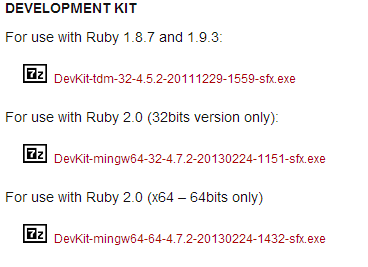 DEVELOPMENT KIT
For use with Ruby 1.8.7 and 1.9.3:
7z DevKit-tdm-32-4.5.2-20111229-1559-sfx.exe
For use with Ruby 2.0 (32bits version only):
7z DevKit-mingw64-32-4.7.2-20130224-1151-sfx.exe
For use with Ruby 2.0 (x64 – 64bits only)
7z DevKit-mingw64-64-4.7.2-20130224-1432-sfx.exe